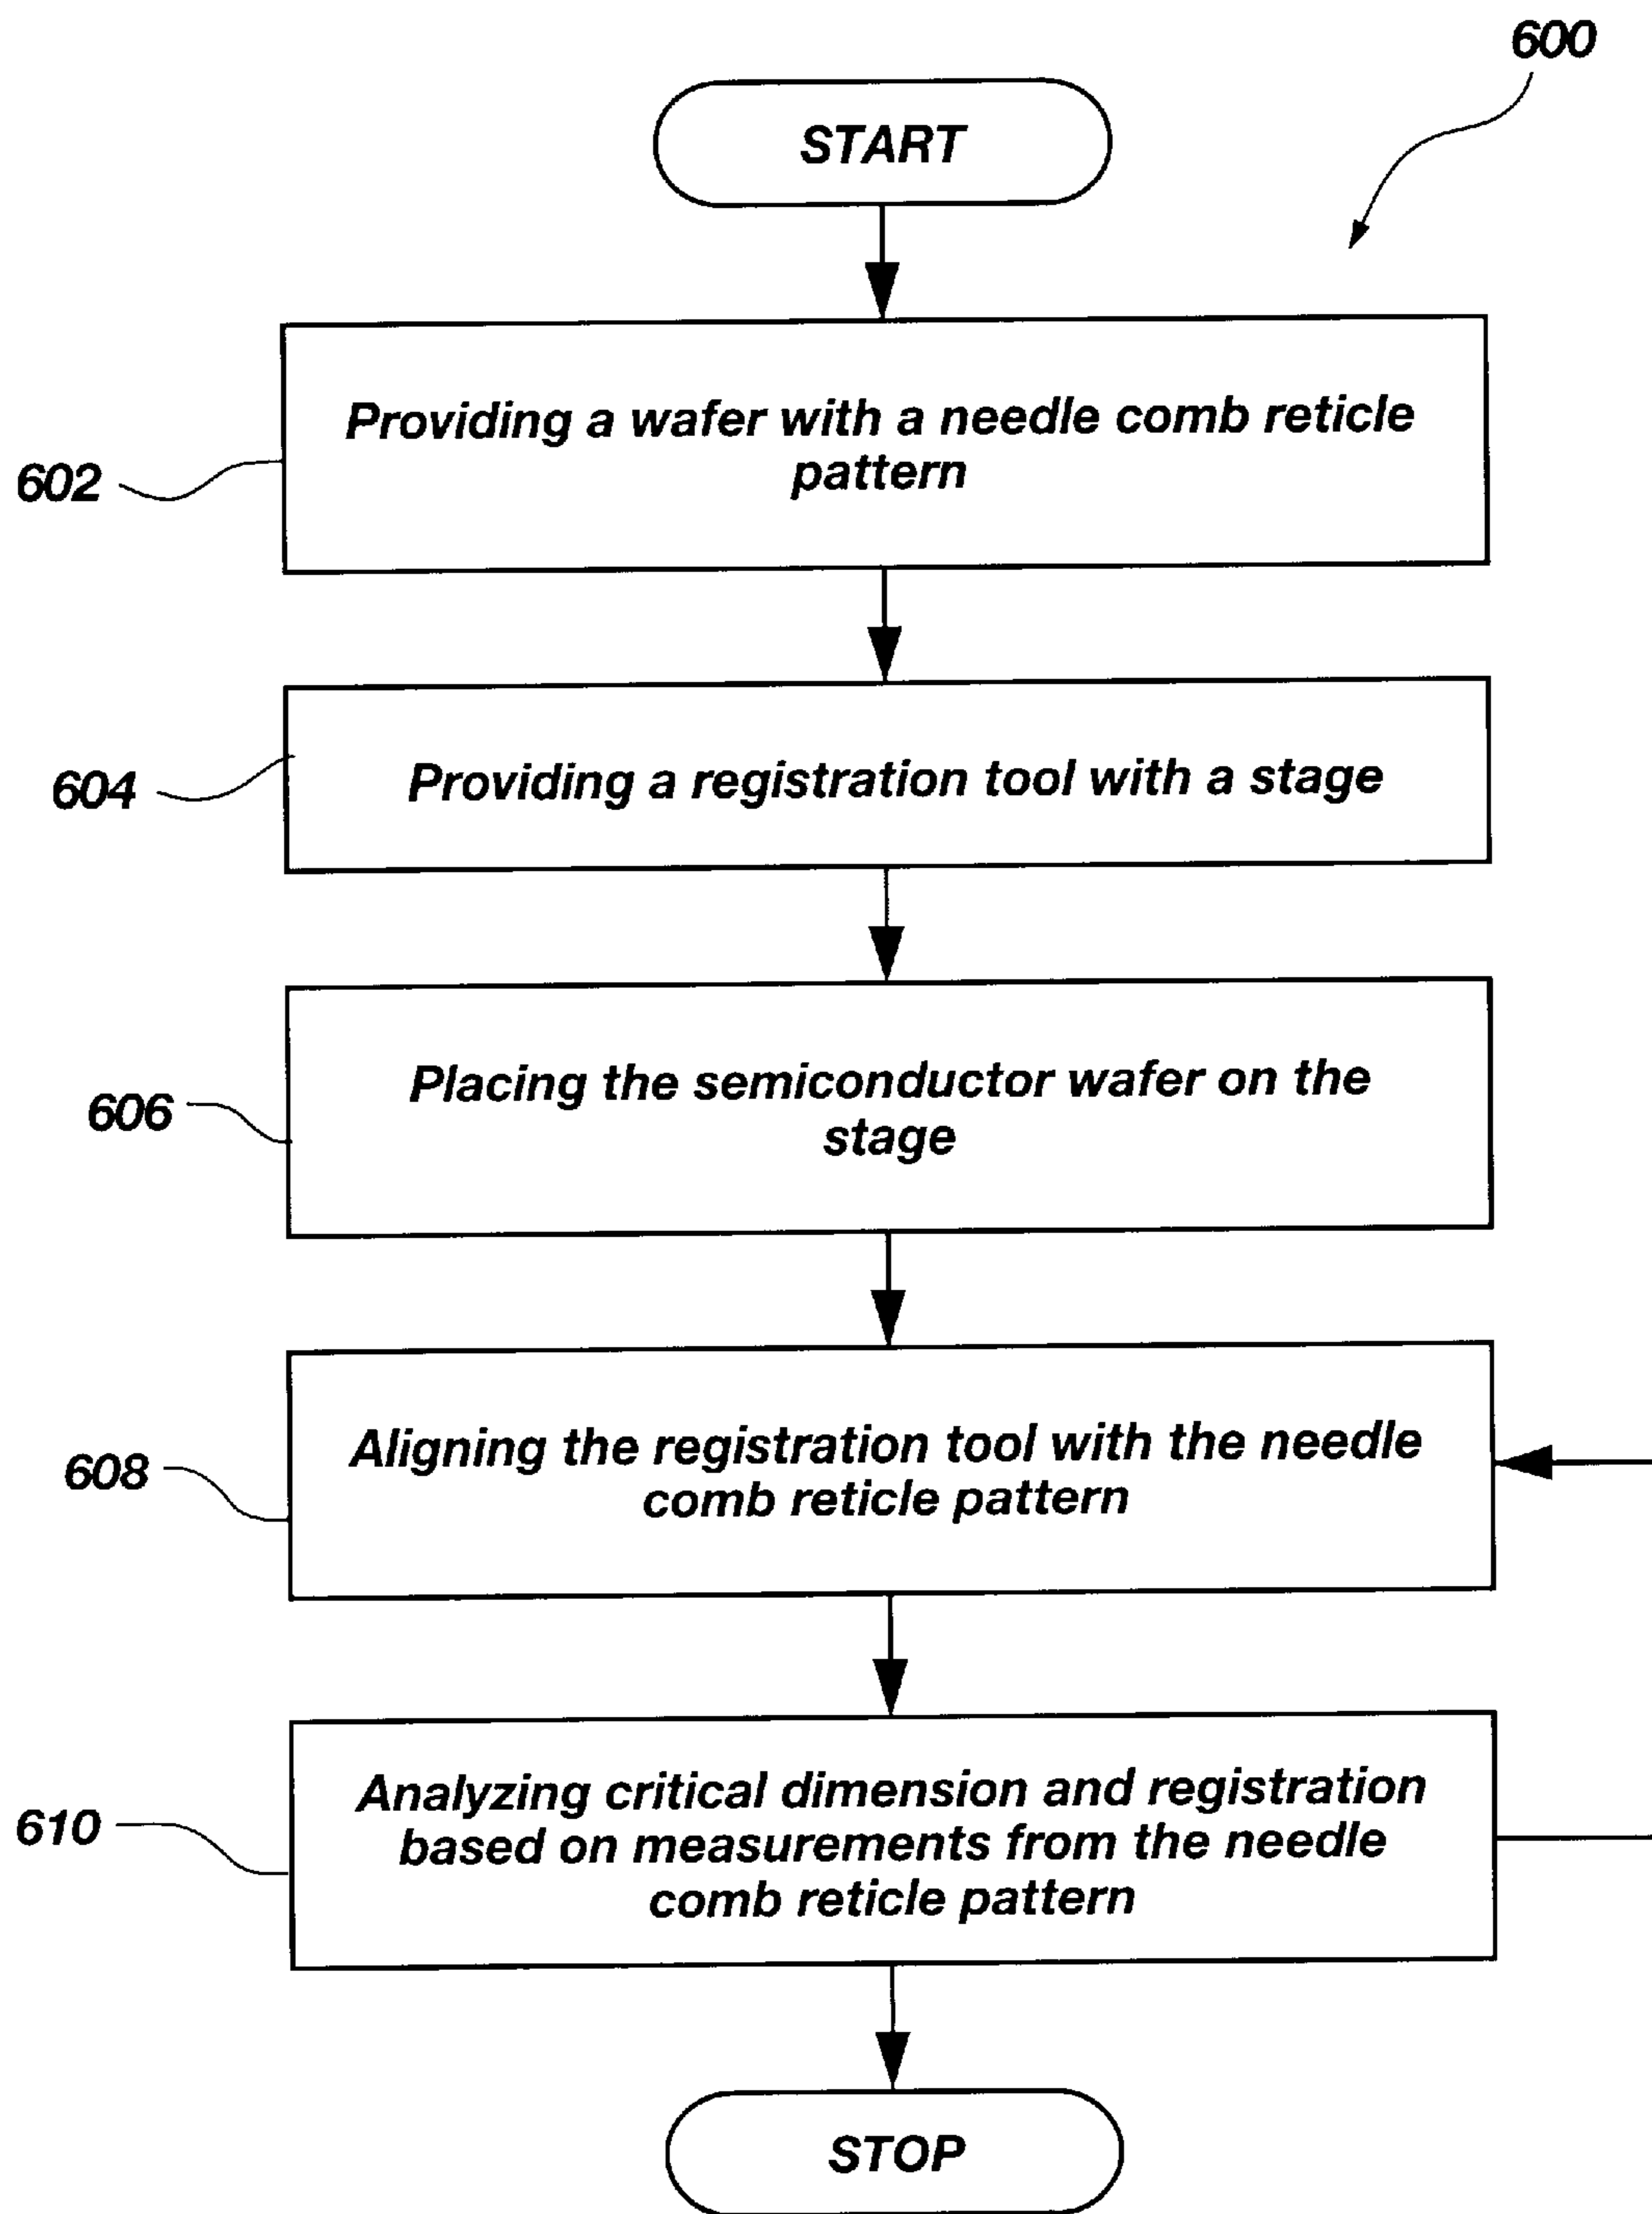 600
START
Providing a wafer with a needle comb reticle
pattern
602
Providing a registration tool with a stage
604
Placing the semiconductor wafer on the
stage
606
Aligning the registration tool with the needle
comb reticle pattern
608
Analyzing critical dimension and registration
based on measurements from the needle
comb reticle pattern
610
STOP